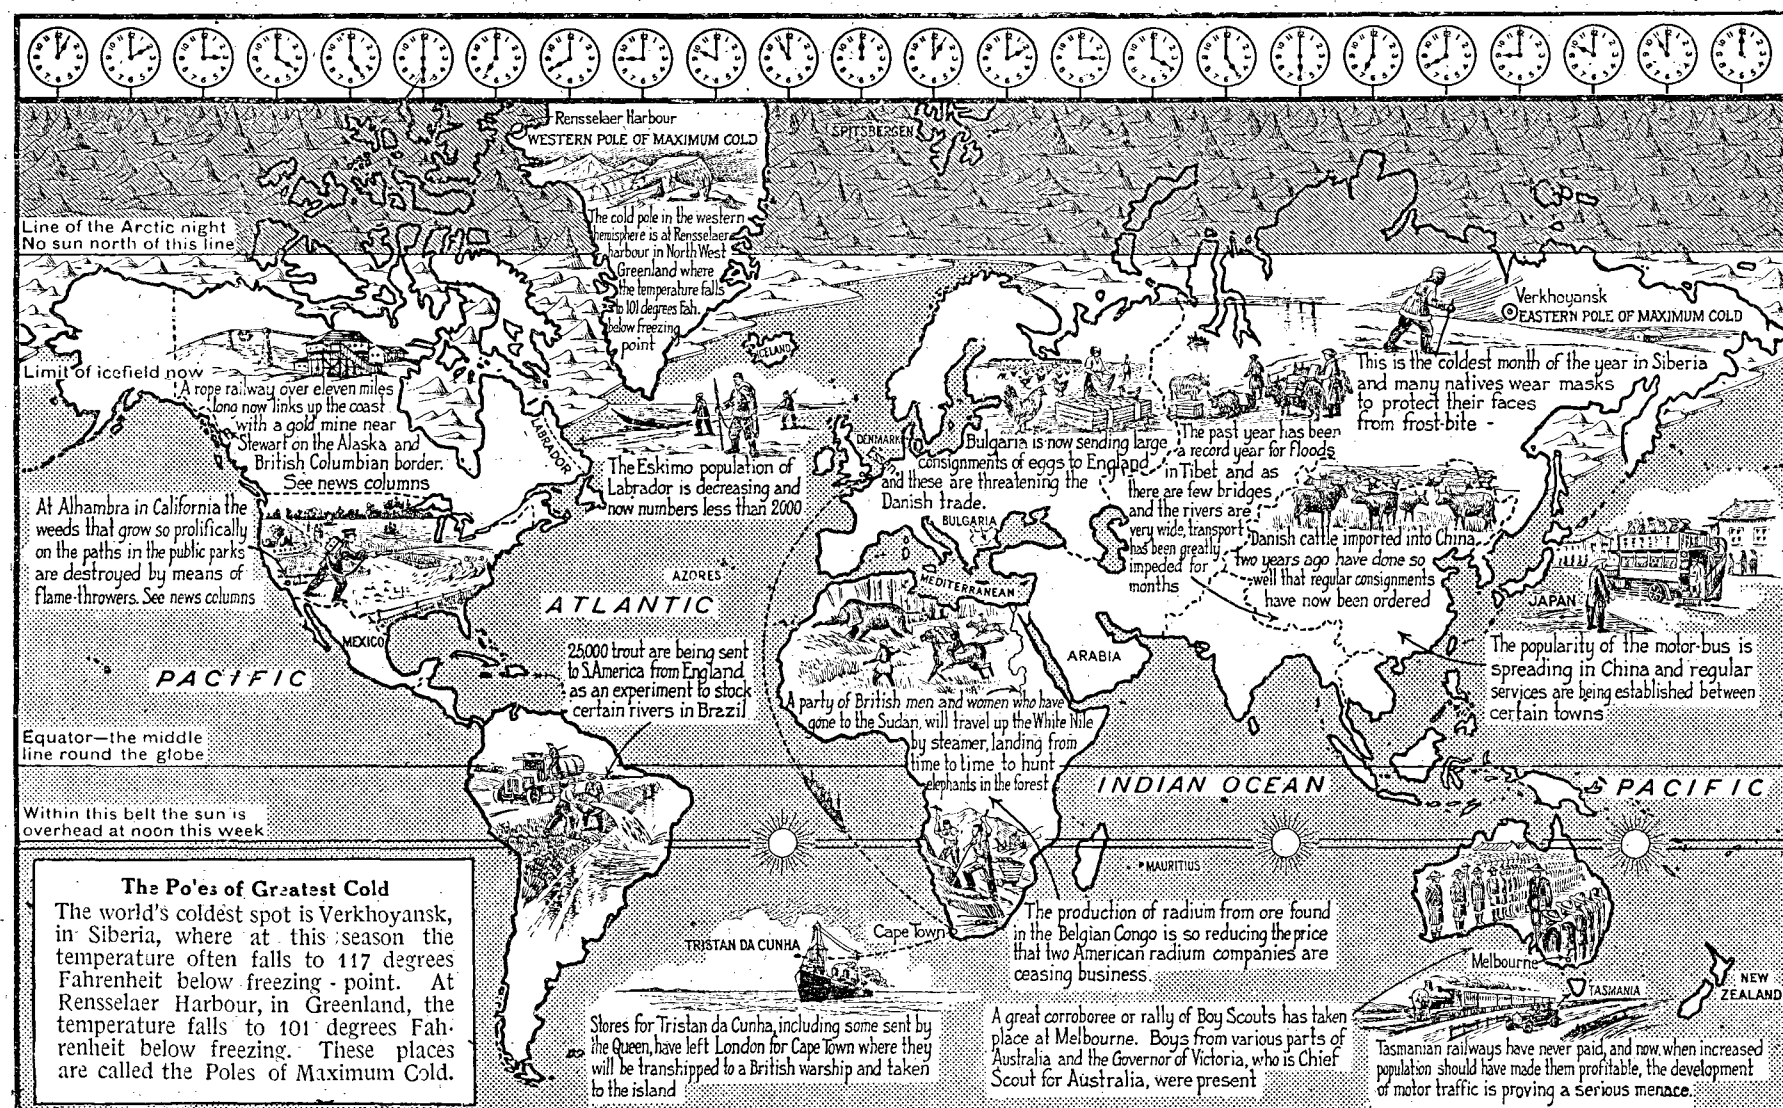 Rensselaer Harbour
WESTERN POLE OF MAXIMUM COLD
SPITSBERGEN
The cold pole in the western
hemisphere is at Rensselaer
harbour in North West
Greenland where
the temperature falls
to 101 degrees Fah.
below freezing
point
Line of the Arctic night
No sun north of this line
Verkhoyansk
EASTERN POLE OF MAXIMUM COLD
ICELAND
Limit of icefield now
A rope railway over eleven miles
long now links up the coast
with a gold mine near
Stewart on the Alaska and
British Columbian border.
See news columns
LABRADOR
This is the coldest month of the year in Siberia
and many natives wear masks
to protect their faces
from frost-bite -
The Eskimo population of
Labrador is decreasing and
now numbers less than 2000
DENMARK
Bulgaria is now sending large
consignments of eggs to England
and these are threatening the
Danish trade.
BULGARIA
The past year has been
a record year for floods
in Tibet and as
there are few bridges
and the rivers are
very wide, transport
has been greatly
impeded for
months
Danish cattle imported into China
two years ago have done so
well that regular consignments
have now been ordered
At Alhambra in California the
weeds that grow so prolifically
on the paths in the public parks
are destroyed by means of
flame-throwers. See news columns
AZORES
ATLANTIC
MEDITERRANEAN
JAPAN
MEXICO
PACIFIC
25,000 trout are being sent
to S. America from England
as an experiment to stock
certain rivers in Brazil
ARABIA
A party of British men and women who have
gone to the Sudan, will travel up the White Nile
by steamer, landing from
time to time to hunt
elephants in the forest
The popularity of the motor-bus is
spreading in China and regular
services are being established between
certain towns
Equator—the middle
line round the globe
INDIAN OCEAN
PACIFIC
Within this belt the sun is
overhead at noon this week
MAURITIUS
The Po'es of Greatest Cold
The world's coldest spot is Verkhoyansk,
in Siberia, where at this season the
temperature often falls to 117 degrees
Fahrenheit below freezing - point. At
Rensselaer Harbour, in Greenland, the
temperature falls to 101 degrees Fah-
renheit below freezing. These places
are called the Poles of Maximum Cold.
TRISTAN DA CUNHA
Cape Town
The production of radium from ore found
in the Belgian Congo is so reducing the price
that two American radium companies are
ceasing business
Melbourne
TASMANIA
NEW
ZEALAND
Stores for Tristan da Cunha, including some sent by
the Queen, have left London for Cape Town where they
will be transhipped to a British warship and taken
to the island
A great corroboree or rally of Boy Scouts has taken
place at Melbourne. Boys from various parts of
Australia and the Governor of Victoria, who is Chief
Scout for Australia, were present
Tasmanian railways have never paid, and now, when increased
population should have made them profitable, the development
of motor traffic is proving a serious menace.